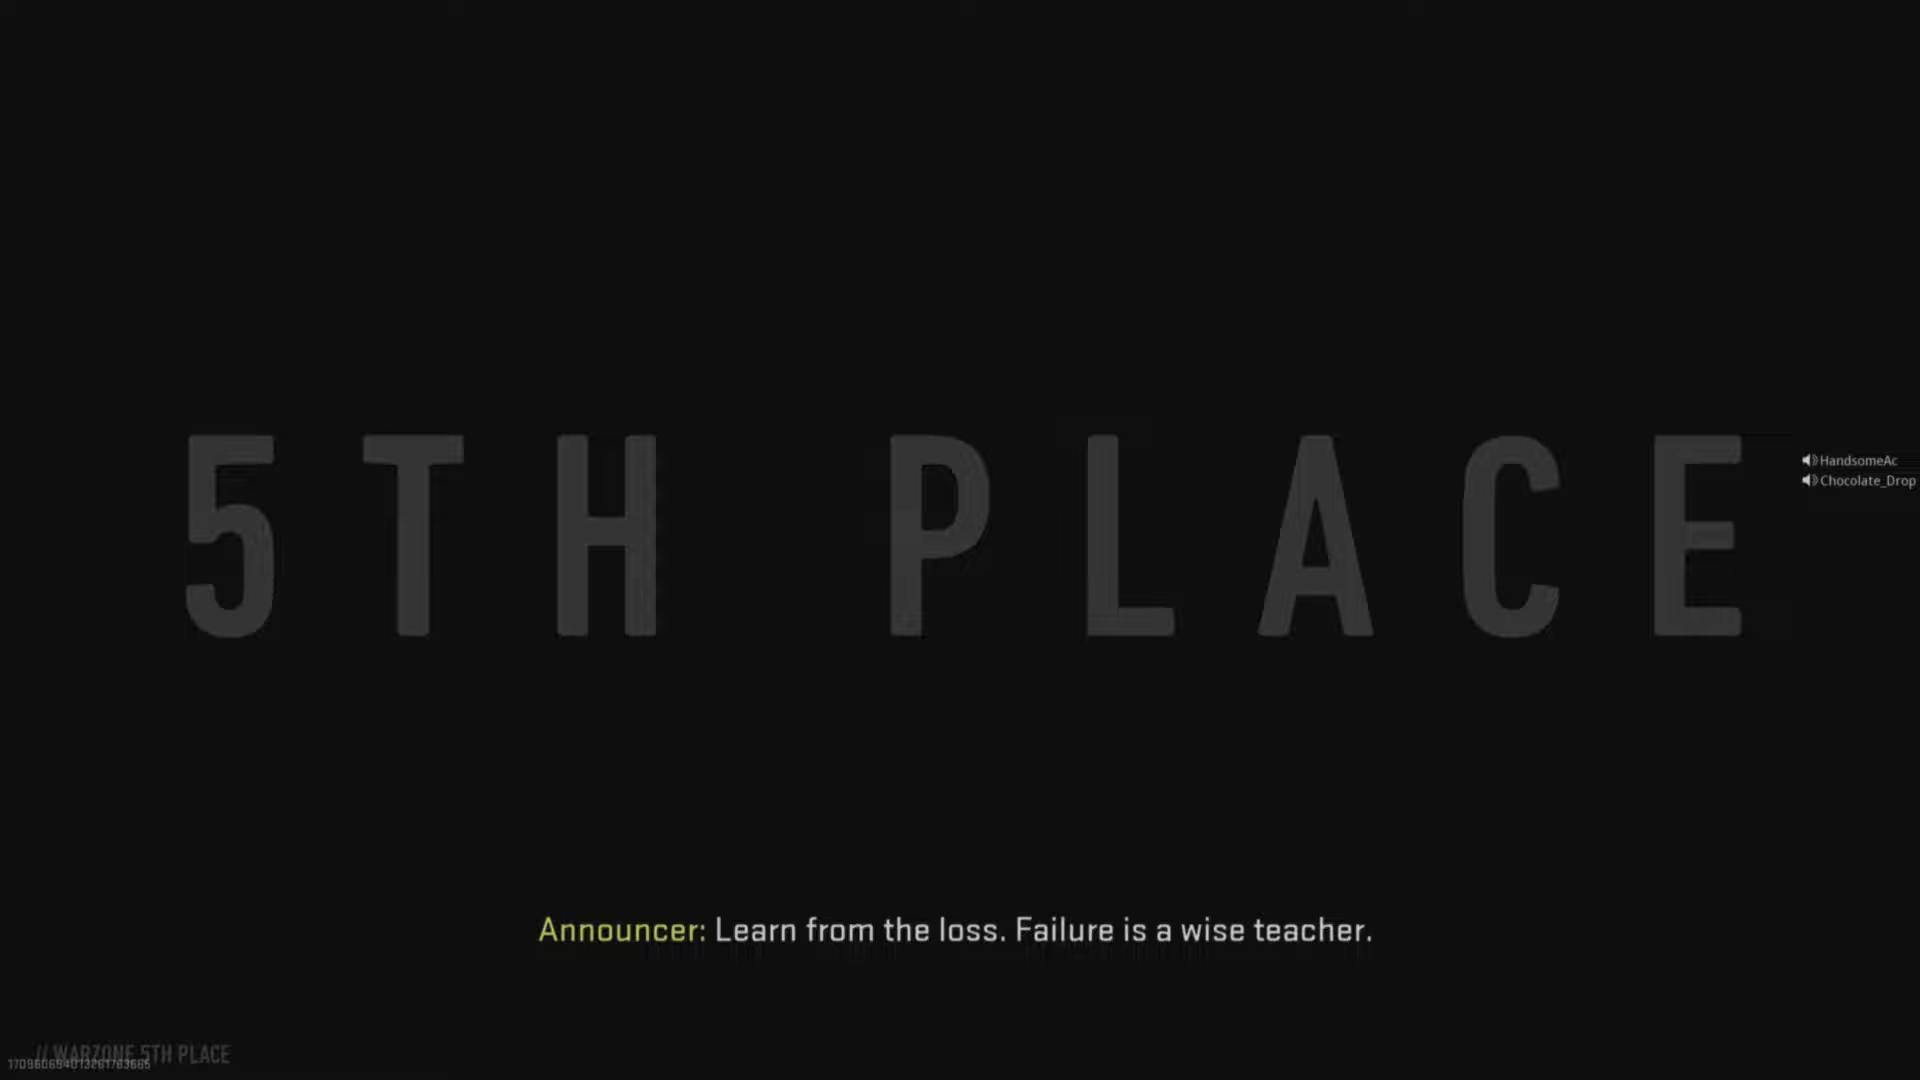 5TH PLACE
HandsomeAc
Chocolate_Drop
Announcer: Learn from the loss. Failure is a wise teacher.
// WARZONE 5TH PLACE